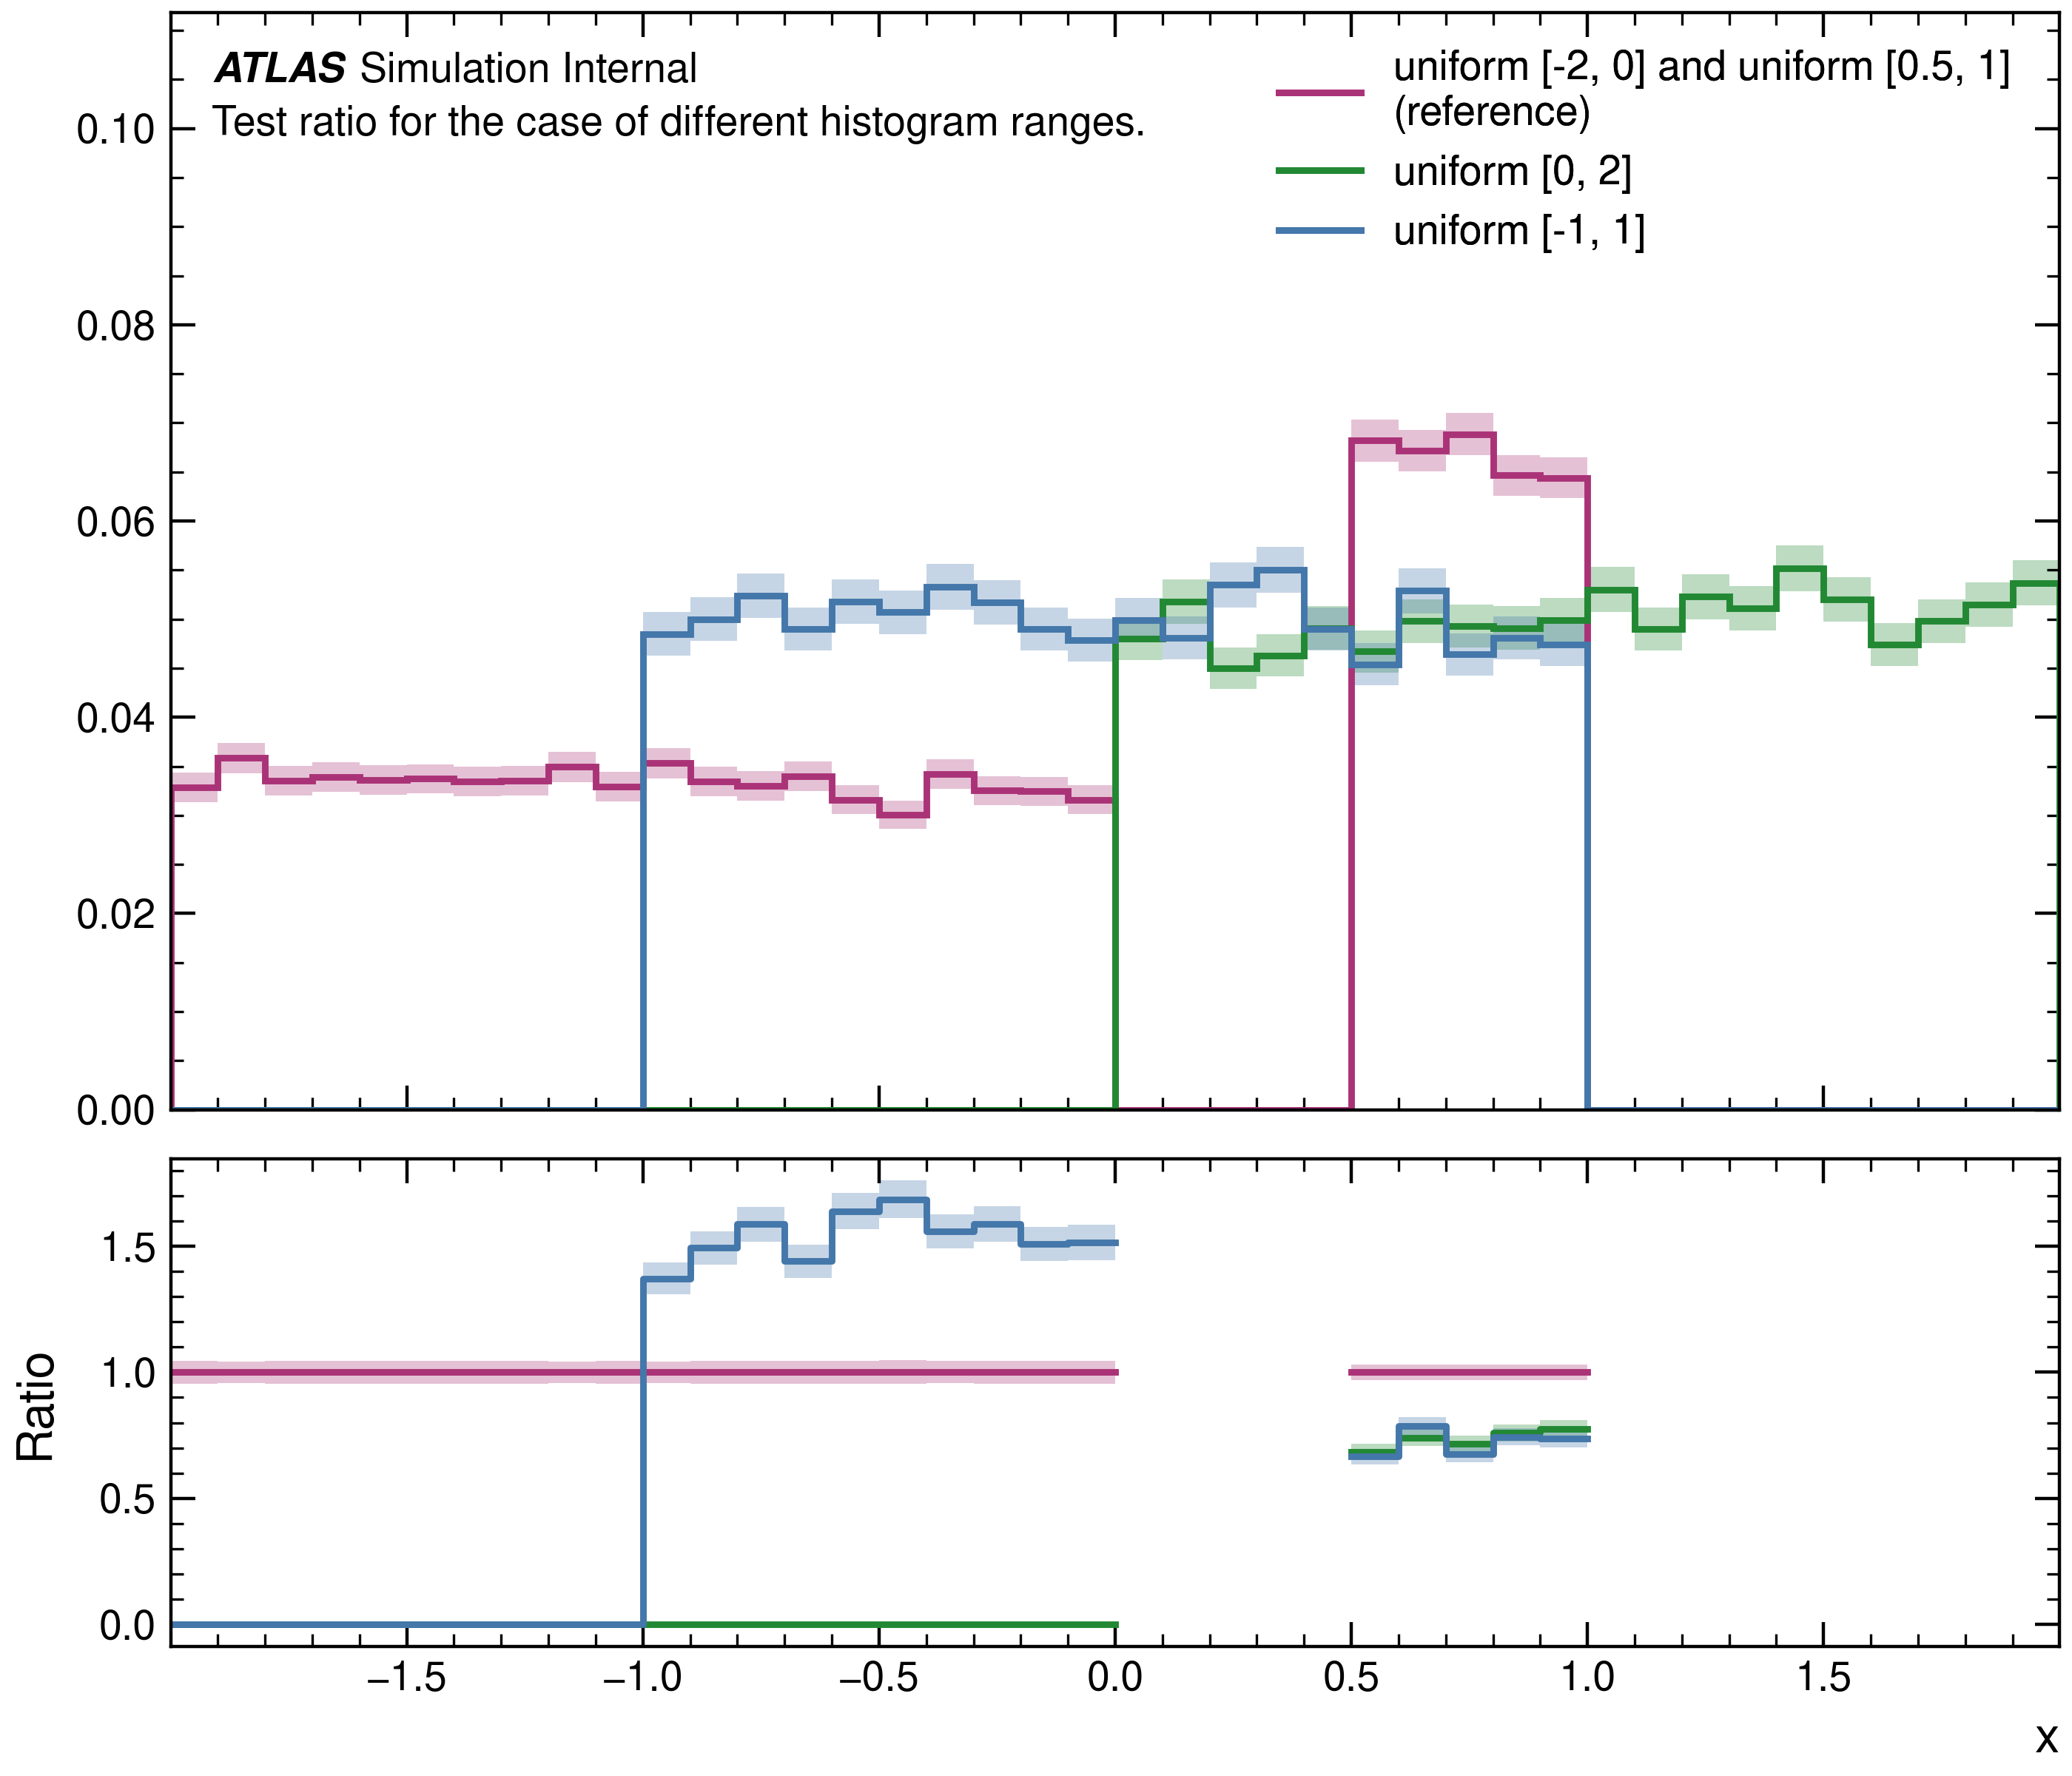 ATLAS Simulation Internal
Test ratio for the case of different histogram ranges.
uniform [-2, 0] and uniform [0.5, 1]
(reference)
uniform [0, 2]
uniform [-1, 1]
0.10
0.08
0.06
0.04
0.02
0.00
Ratio
1.5
1.0
0.5
0.0
−1.5 −1.0 −0.5 0.0 0.5 1.0 1.5
x